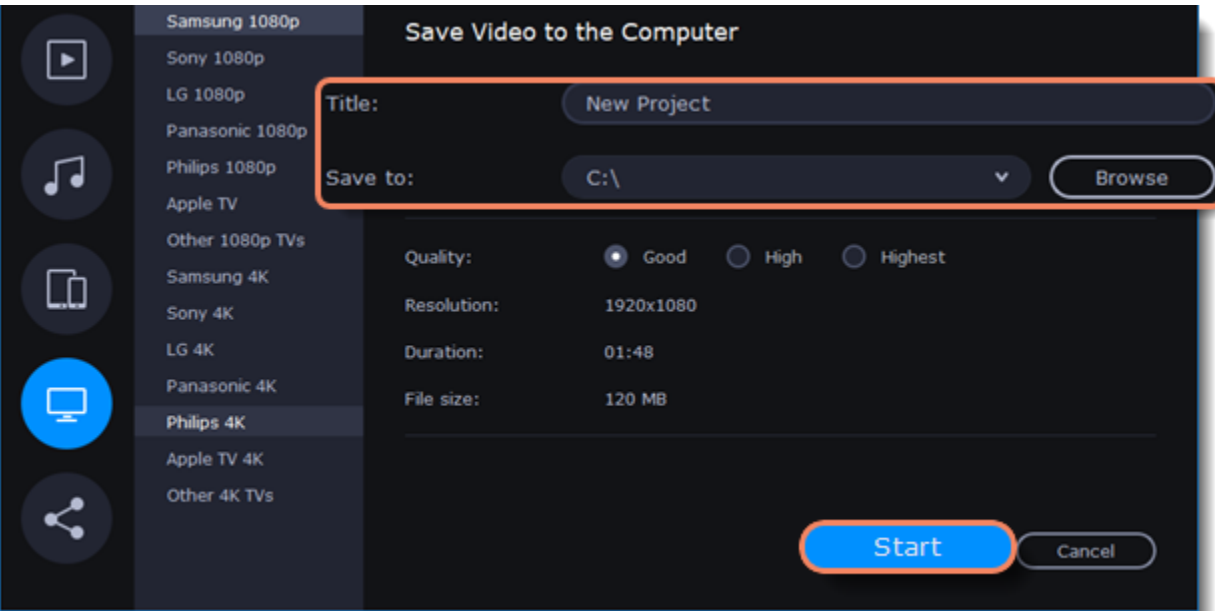 Samsung 1080p
Sony 1080p
LG 1080p
Panasonic 1080p
Philips 1080p
Apple TV
Other 1080p TVs
Samsung 4K
Sony 4K
LG 4K
Panasonic 4K
Philips 4K
Apple TV 4K
Other 4K TVs
Save Video to the Computer
Title: New Project
Save to: C:\ Browse
Quality: Good High Highest
Resolution: 1920x1080
Duration: 01:48
File size: 120 MB
Start Cancel